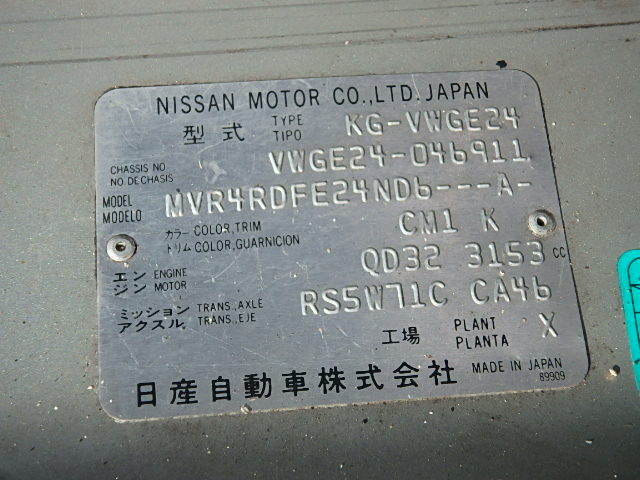 NISSAN MOTOR CO.,LTD. JAPAN
型式 TYPE TIPO KG-VWGE24
CHASSIS NO NO DE CHASIS VWGE24-046911
MODEL MODELO MVR4RDFE24ND6---A-
カラー COLOR,TRIM
トリム COLOR,GUARNICION CM1 K
エンジン ENGINE MOTOR QD32 3153 CC
ミッション TRANS.,AXLE
アクスル TRANS.,EJE RS5W71C CA46
工場 PLANT PLANTA X
日産自動車株式会社 MADE IN JAPAN
89909